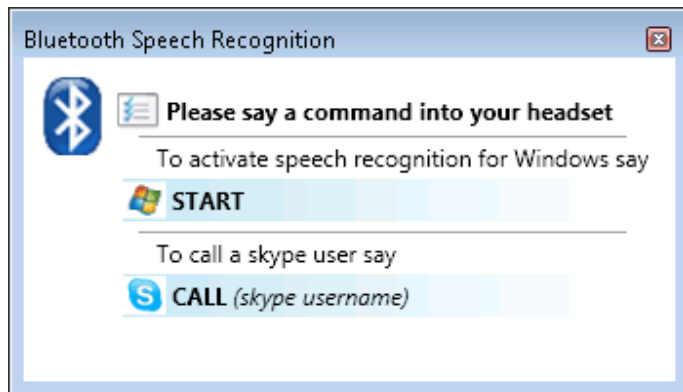 Bluetooth Speech Recognition
Please say a command into your headset
To activate speech recognition for Windows say
START
To call a skype user say
CALL (skype username)